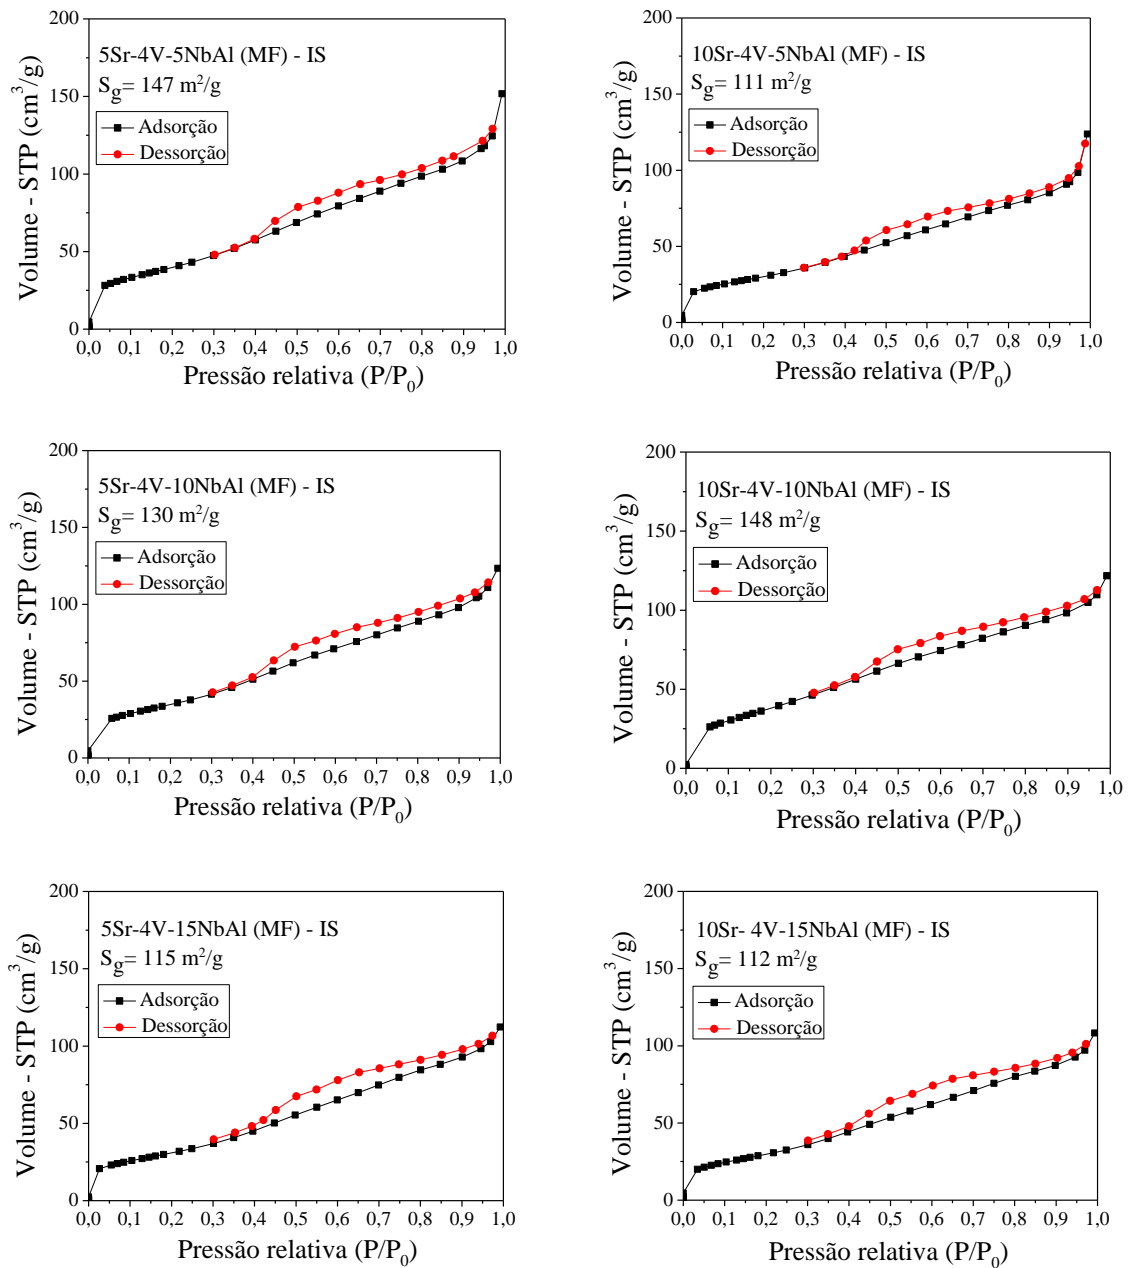 200
150
100
50
0
Volume - STP (cm³/g)
5Sr-4V-5NbAl (MF) - IS
Sg= 147 m²/g
Adsorção
Dessorção
0,0 0,1 0,2 0,3 0,4 0,5 0,6 0,7 0,8 0,9 1,0
Pressão relativa (P/P₀)
200
150
100
50
0
Volume - STP (cm³/g)
10Sr-4V-5NbAl (MF) - IS
Sg= 111 m²/g
Adsorção
Dessorção
0,0 0,1 0,2 0,3 0,4 0,5 0,6 0,7 0,8 0,9 1,0
Pressão relativa (P/P₀)
200
150
100
50
0
Volume - STP (cm³/g)
5Sr-4V-10NbAl (MF) - IS
Sg= 130 m²/g
Adsorção
Dessorção
0,0 0,1 0,2 0,3 0,4 0,5 0,6 0,7 0,8 0,9 1,0
Pressão relativa (P/P₀)
200
150
100
50
0
Volume - STP (cm³/g)
10Sr-4V-10NbAl (MF) - IS
Sg= 148 m²/g
Adsorção
Dessorção
0,0 0,1 0,2 0,3 0,4 0,5 0,6 0,7 0,8 0,9 1,0
Pressão relativa (P/P₀)
200
150
100
50
0
Volume - STP (cm³/g)
5Sr-4V-15NbAl (MF) - IS
Sg= 115 m²/g
Adsorção
Dessorção
0,0 0,1 0,2 0,3 0,4 0,5 0,6 0,7 0,8 0,9 1,0
Pressão relativa (P/P₀)
200
150
100
50
0
Volume - STP (cm³/g)
10Sr- 4V-15NbAl (MF) - IS
Sg= 112 m²/g
Adsorção
Dessorção
0,0 0,1 0,2 0,3 0,4 0,5 0,6 0,7 0,8 0,9 1,0
Pressão relativa (P/P₀)